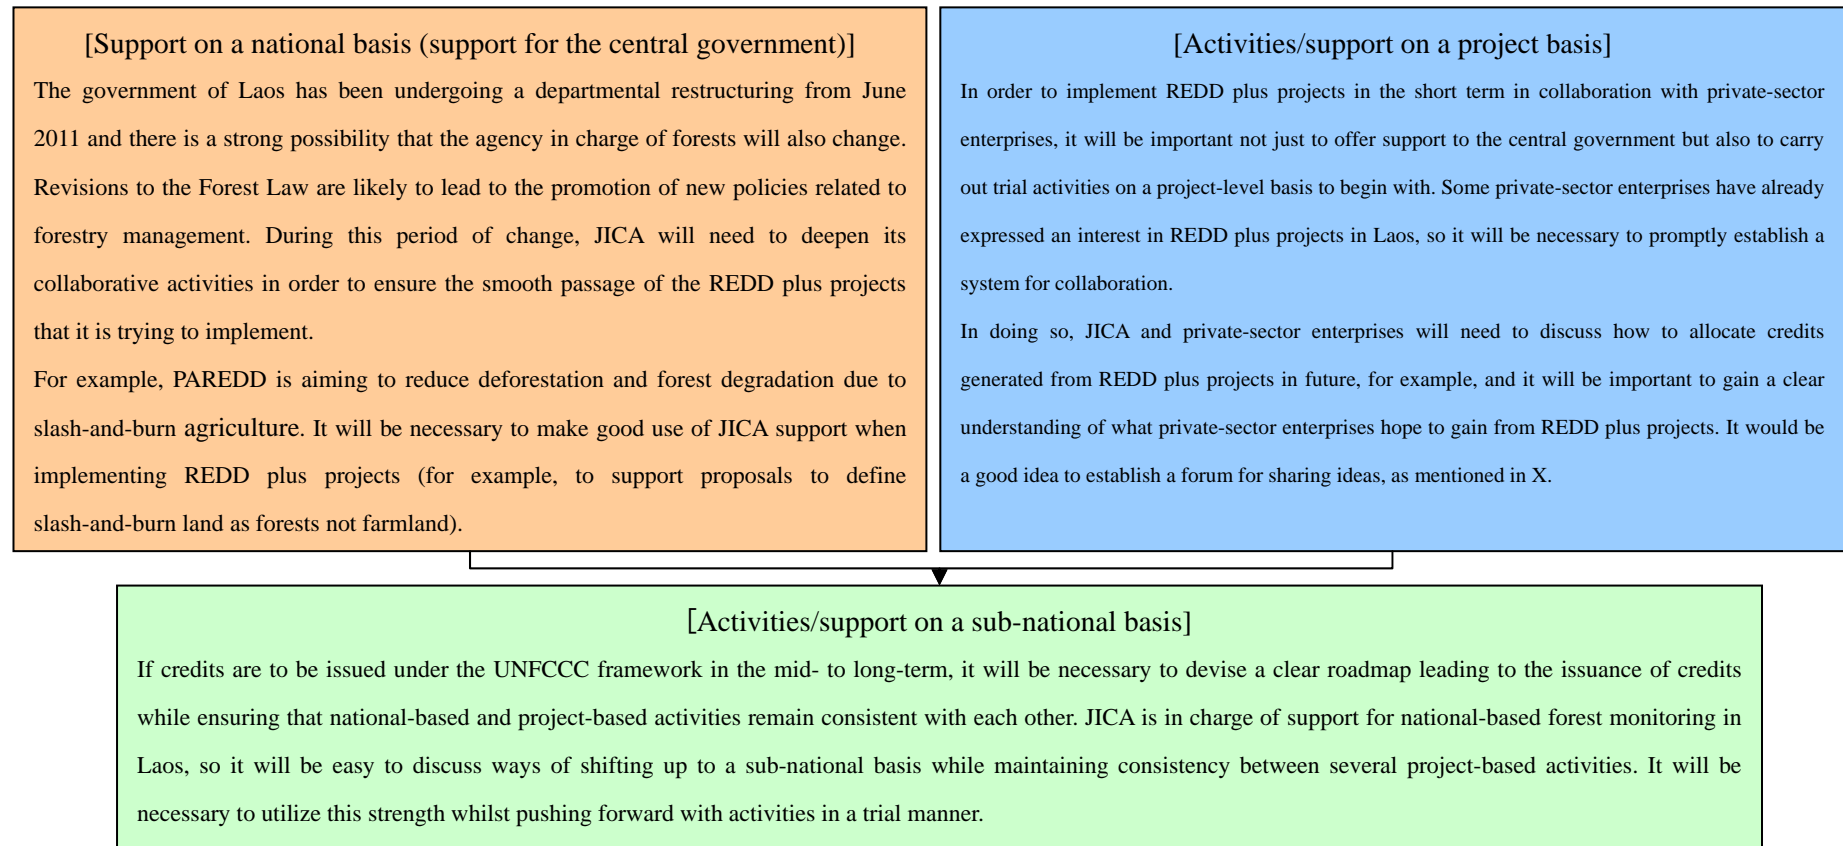 [Support on a national basis (support for the central government)]
The government of Laos has been undergoing a departmental restructuring from June
2011 and there is a strong possibility that the agency in charge of forests will also change.
Revisions to the Forest Law are likely to lead to the promotion of new policies related to
forestry management. During this period of change, JICA will need to deepen its
collaborative activities in order to ensure the smooth passage of the REDD plus projects
that it is trying to implement.
For example, PAREDD is aiming to reduce deforestation and forest degradation due to
slash-and-burn agriculture. It will be necessary to make good use of JICA support when
implementing REDD plus projects (for example, to support proposals to define
slash-and-burn land as forests not farmland).
[Activities/support on a project basis]
In order to implement REDD plus projects in the short term in collaboration with private-sector
enterprises, it will be important not just to offer support to the central government but also to carry
out trial activities on a project-level basis to begin with. Some private-sector enterprises have already
expressed an interest in REDD plus projects in Laos, so it will be necessary to promptly establish a
system for collaboration.
In doing so, JICA and private-sector enterprises will need to discuss how to allocate credits
generated from REDD plus projects in future, for example, and it will be important to gain a clear
understanding of what private-sector enterprises hope to gain from REDD plus projects. It would be
a good idea to establish a forum for sharing ideas, as mentioned in X.
[Activities/support on a sub-national basis]
If credits are to be issued under the UNFCCC framework in the mid- to long-term, it will be necessary to devise a clear roadmap leading to the issuance of credits
while ensuring that national-based and project-based activities remain consistent with each other. JICA is in charge of support for national-based forest monitoring in
Laos, so it will be easy to discuss ways of shifting up to a sub-national basis while maintaining consistency between several project-based activities. It will be
necessary to utilize this strength whilst pushing forward with activities in a trial manner.